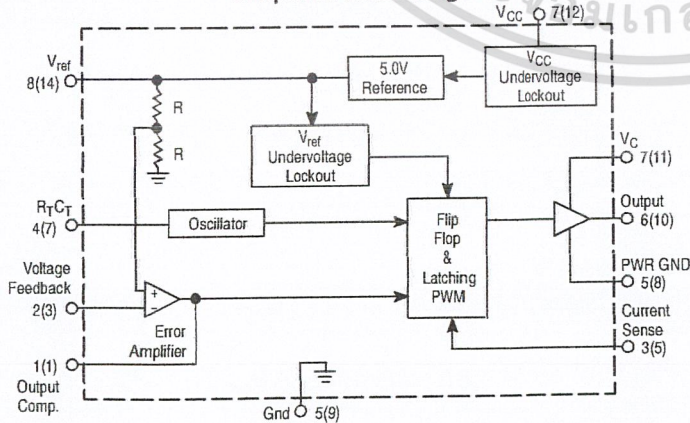 VCC 7(12)
Vref
8(14)
R
R
5.0V
Reference
VCC
Undervoltage
Lockout
Vref
Undervoltage
Lockout
VC
7(11)
RTCT
4(7)
Oscillator
Flip
Flop
&
Latching
PWM
Output
6(10)
Voltage
Feedback
2(3)
+
−
Error
Amplifier
PWR GND
5(8)
Current
Sense
3(5)
1(1)
Output
Comp.
Gnd 5(9)